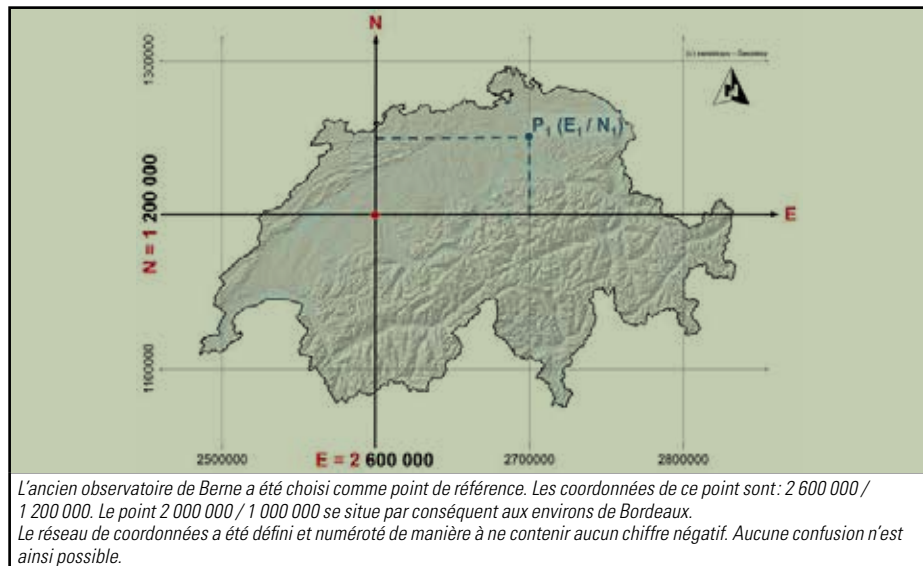 N
1300000
P₁ (E₁ / N₁)
N = 1 200 000
E
1100000
2500000
E = 2 600 000
2700000
2800000
L'ancien observatoire de Berne a été choisi comme point de référence. Les coordonnées de ce point sont: 2 600 000 /
1 200 000. Le point 2 000 000 / 1 000 000 se situe par conséquent aux environs de Bordeaux.
Le réseau de coordonnées a été défini et numéroté de manière à ne contenir aucun chiffre négatif. Aucune confusion n'est
ainsi possible.